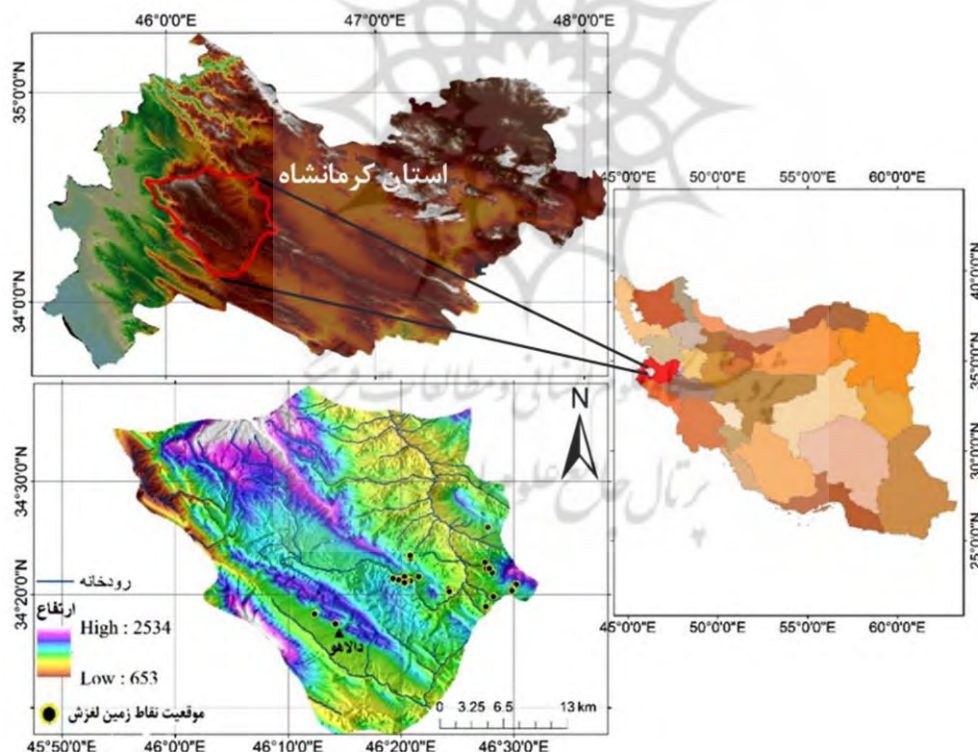 46°0'0"E 47°0'0"E 48°0'0"E
35°0'0"N
34°0'0"N
استان کرمانشاه
45°0'0"E 50°0'0"E 55°0'0"E 60°0'0"E
40°0'0"N
35°0'0"N
30°0'0"N
25°0'0"N
45°0'0"E 50°0'0"E 55°0'0"E 60°0'0"E
N
34°30'0"N
34°20'0"N
رودخانه
ارتفاع
High : 2534
Low : 653
موقعیت نقاط زمین لغزش
دالاهو
0 3.25 6.5 13 km
45°50'0"E 46°0'0"E 46°10'0"E 46°20'0"E 46°30'0"E